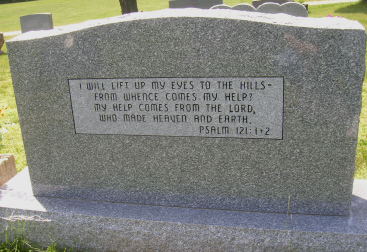 I WILL LIFT UP MY EYES TO THE HILLS-
FROM WHENCE COMES MY HELP?
MY HELP COMES FROM THE LORD,
WHO MADE HEAVEN AND EARTH.
PSALM 121:1+2